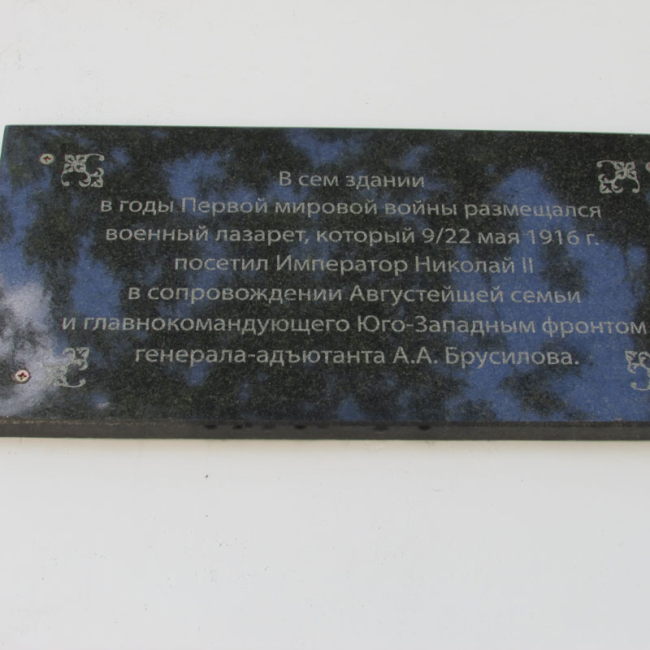 В сем здании
в годы Первой мировой войны размещался
военный лазарет, который 9/22 мая 1916 г.
посетил Император Николай II
в сопровождении Августейшей семьи
и главнокомандующего Юго-Западным фронтом
генерала-адъютанта А.А. Брусилова.